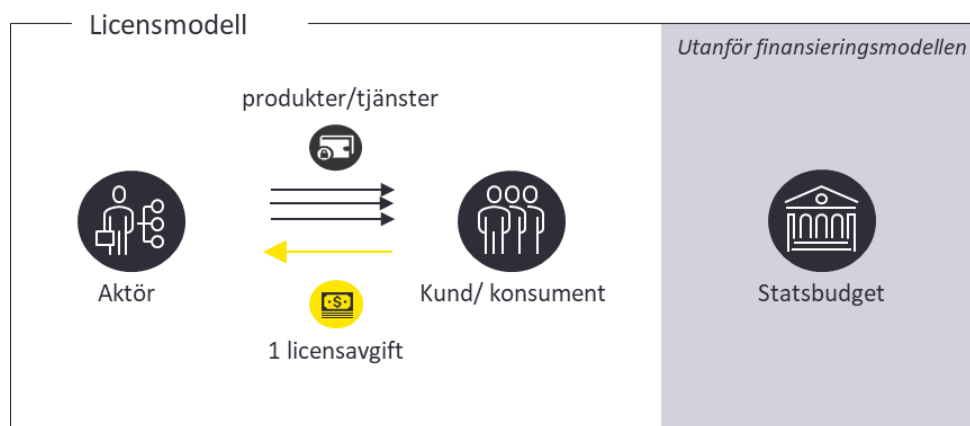 Licensmodell
Utanför finansieringsmodellen
produkter/tjänster
Aktör
Kund/ konsument
Statsbudget
1 licensavgift